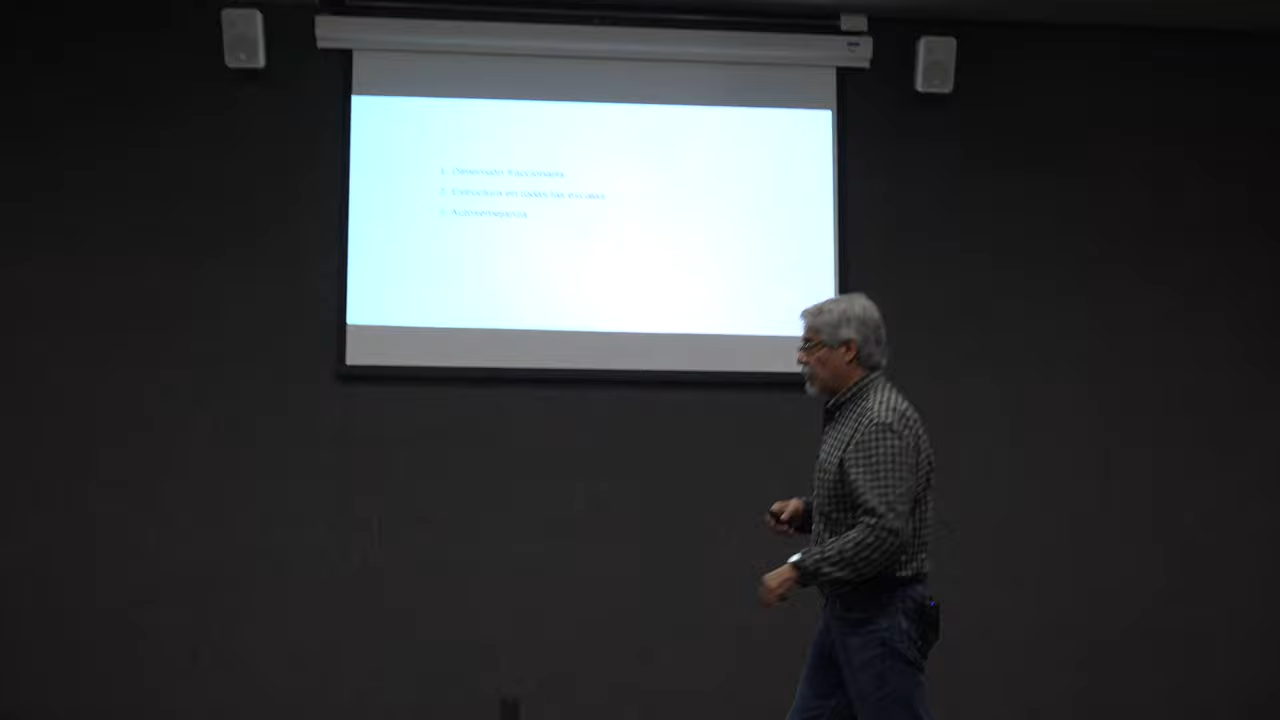 1. Dimensión fraccionaria
2. Estructura en todas las escalas
3. Autosemejanza